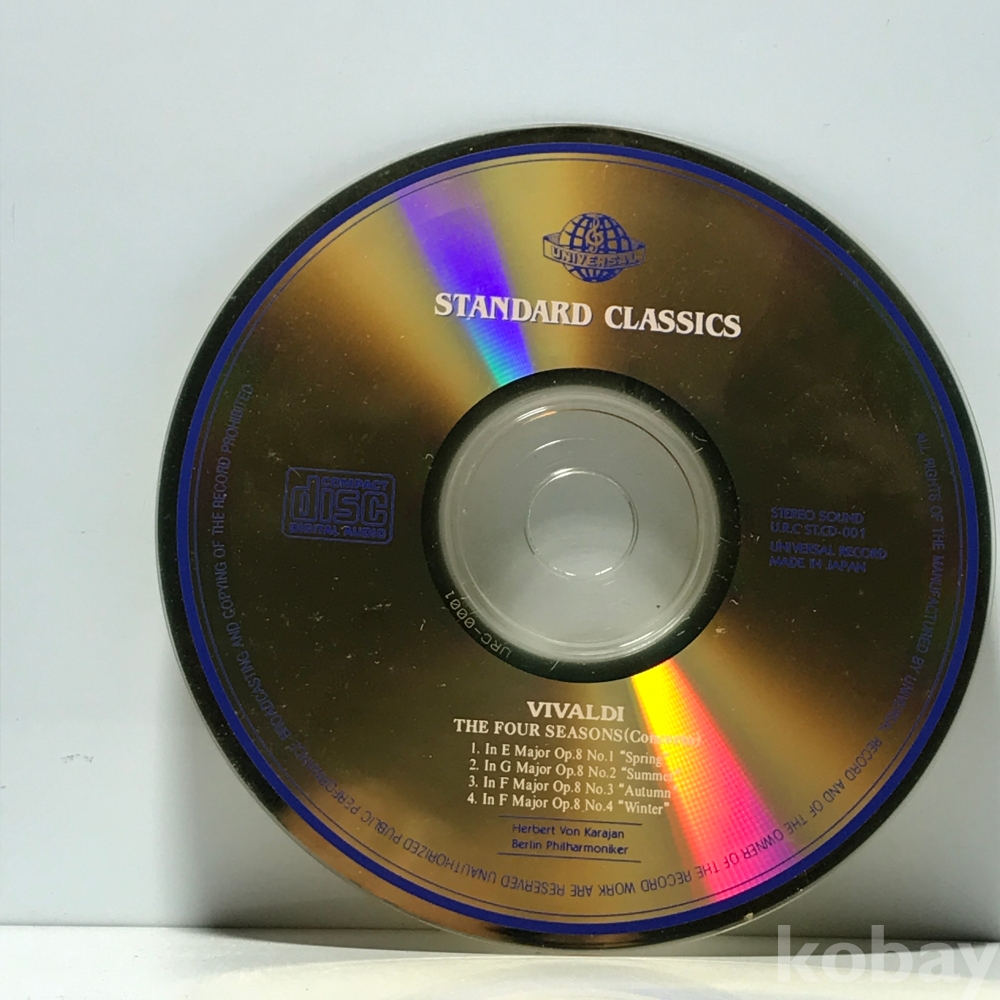 UNIVERSAL
STANDARD CLASSICS
COMPACT
disc
DIGITAL AUDIO
STEREO SOUND
U.R.C ST.CD-001
UNIVERSAL RECORD
MADE IN JAPAN
URC-0001
VIVALDI
THE FOUR SEASONS
1. In E Major Op.8 No.1 "Spring"
2. In G Major Op.8 No.2 "Summer"
3. In F Major Op.8 No.3 "Autumn"
4. In F Major Op.8 No.4 "Winter"
Herbert Von Karajan
Berlin Philharmoniker
ALL RIGHTS OF THE MANUFACTURED BY UNIVERSAL RECORD AND OF THE OWNER OF THE RECORD WORK ARE RESERVED UNAUTHORIZED PUBLIC PERFORMANCE BROADCASTING AND COPYING OF THE RECORD PROHIBITED
kobay